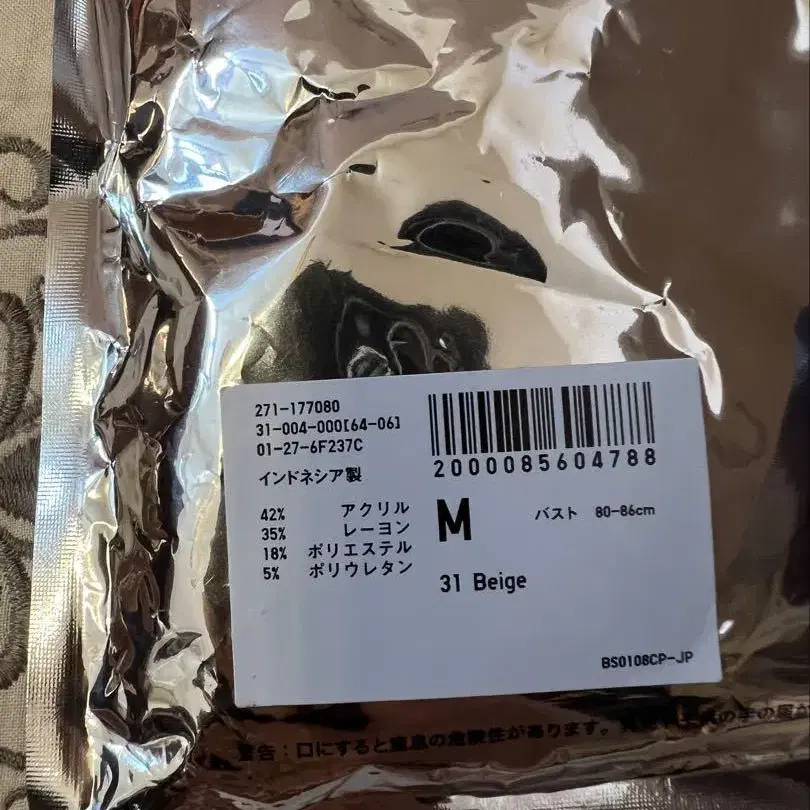 271-177080
31-004-000[64-06]
01-27-6F237C
インドネシア製
42% アクリル
35% レーヨン
18% ポリエステル
5% ポリウレタン
2000085604788
M バスト 80-86cm
31 Beige
BS0108CP-JP
警告：口にすると窒息の危険性があります。